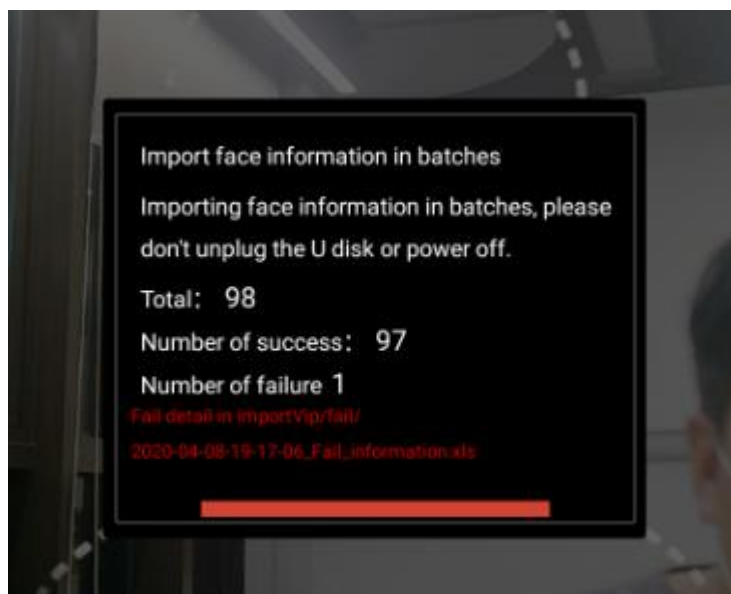 Import face information in batches
Importing face information in batches, please
don't unplug the U disk or power off.
Total： 98
Number of success： 97
Number of failure 1
Fail detail in importVip/fail/
2020-04-08-19-17-06_Fail_information.xls